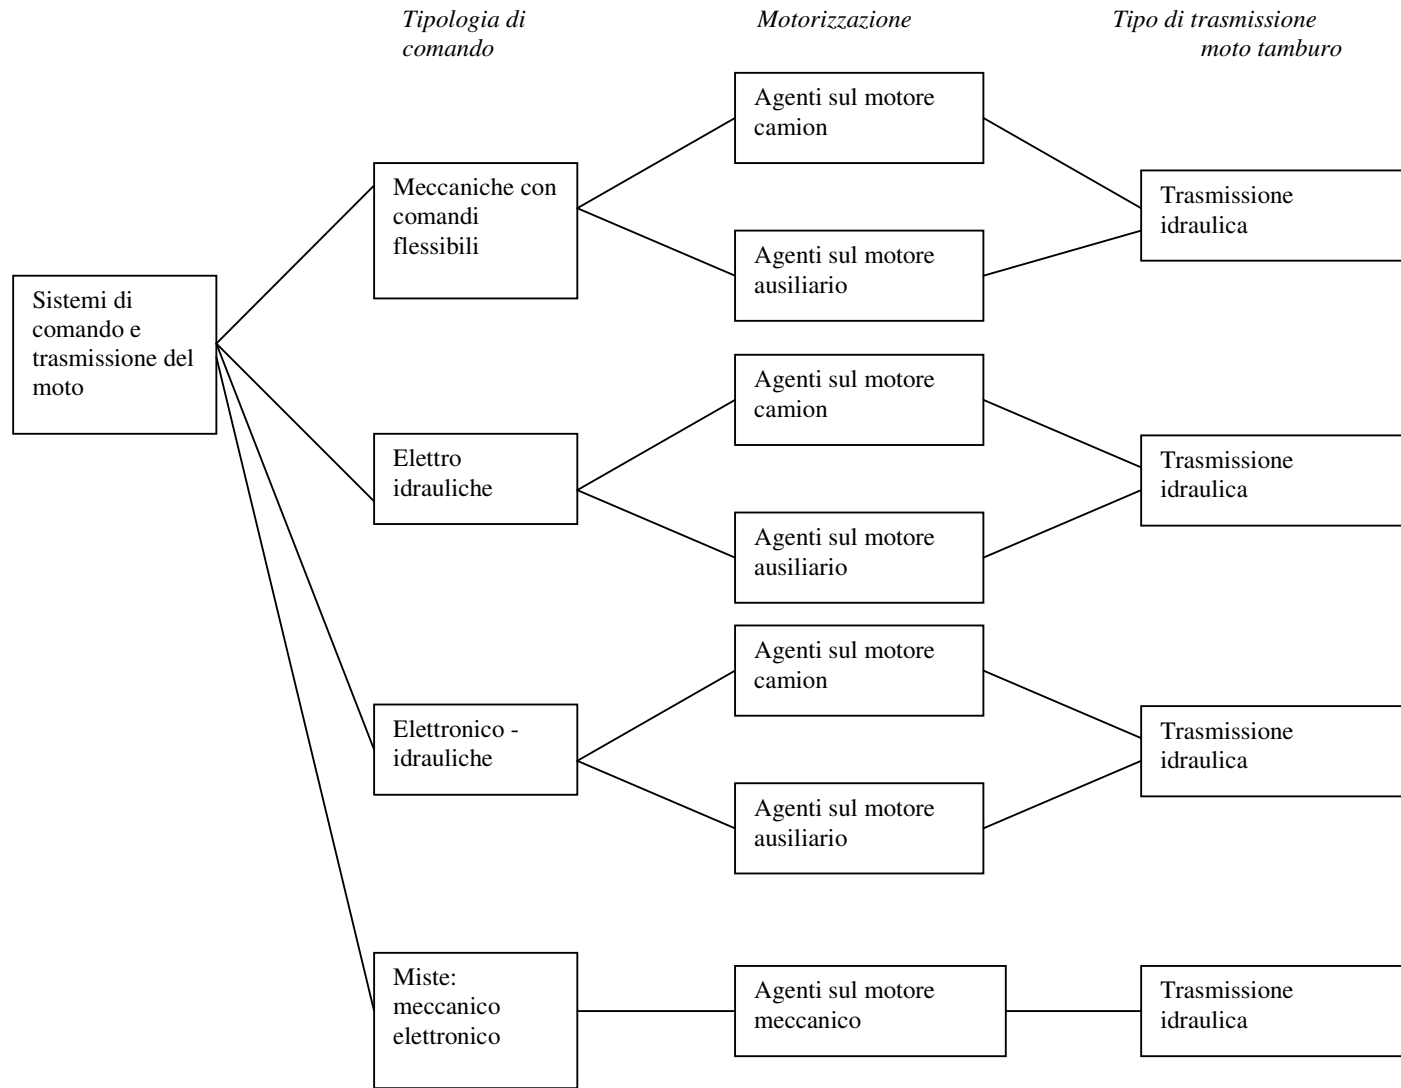 Tipologia di
comando
Motorizzazione
Tipo di trasmissione
moto tamburo
Sistemi di
comando e
trasmissione del
moto
Meccaniche con
comandi
flessibili
Agenti sul motore
camion
Agenti sul motore
ausiliario
Trasmissione
idraulica
Elettro
idrauliche
Agenti sul motore
camion
Agenti sul motore
ausiliario
Trasmissione
idraulica
Elettronico -
idrauliche
Agenti sul motore
camion
Agenti sul motore
ausiliario
Trasmissione
idraulica
Miste:
meccanico
elettronico
Agenti sul motore
meccanico
Trasmissione
idraulica